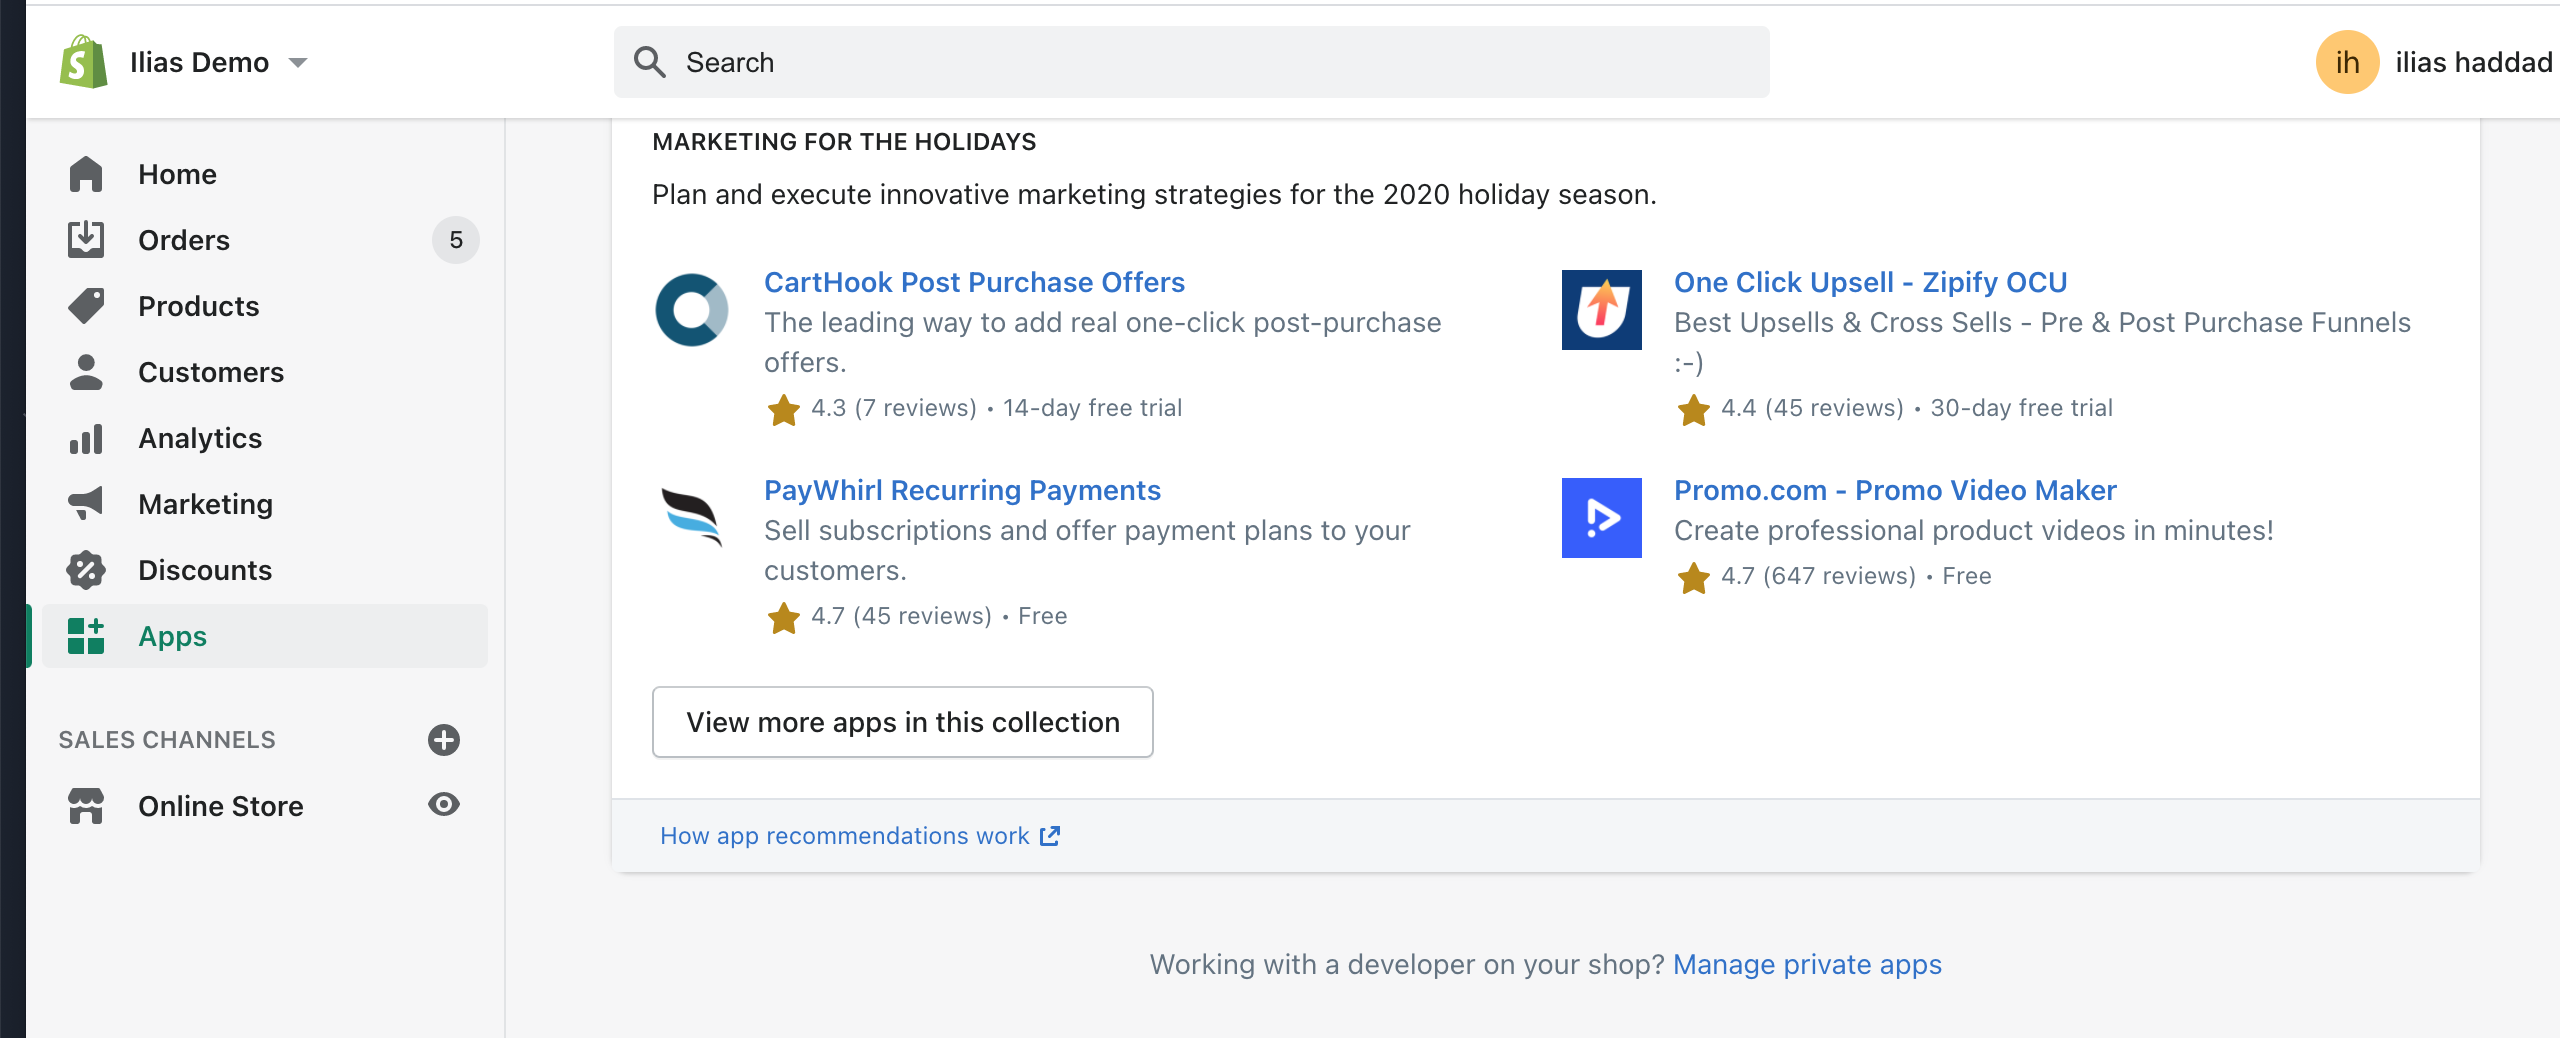 Ilias Demo
Search
ih
ilias haddad
Home
Orders
5
Products
Customers
Analytics
Marketing
Discounts
Apps
SALES CHANNELS
Online Store
MARKETING FOR THE HOLIDAYS
Plan and execute innovative marketing strategies for the 2020 holiday season.
CartHook Post Purchase Offers
The leading way to add real one-click post-purchase
offers.
4.3 (7 reviews) • 14-day free trial
One Click Upsell - Zipify OCU
Best Upsells & Cross Sells - Pre & Post Purchase Funnels
:-)
4.4 (45 reviews) • 30-day free trial
PayWhirl Recurring Payments
Sell subscriptions and offer payment plans to your
customers.
4.7 (45 reviews) • Free
Promo.com - Promo Video Maker
Create professional product videos in minutes!
4.7 (647 reviews) • Free
View more apps in this collection
How app recommendations work
Working with a developer on your shop? Manage private apps